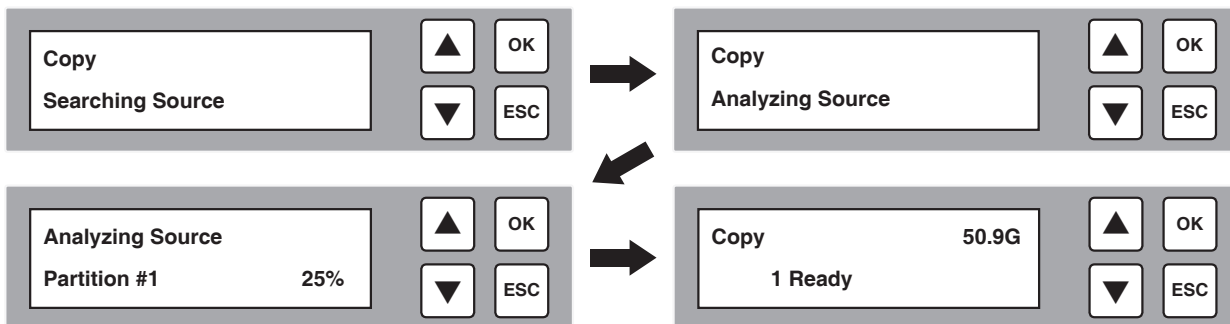 Copy
Searching Source
OK
ESC
Copy
Analyzing Source
OK
ESC
Analyzing Source
Partition #1 25%
OK
ESC
Copy 50.9G
1 Ready
OK
ESC